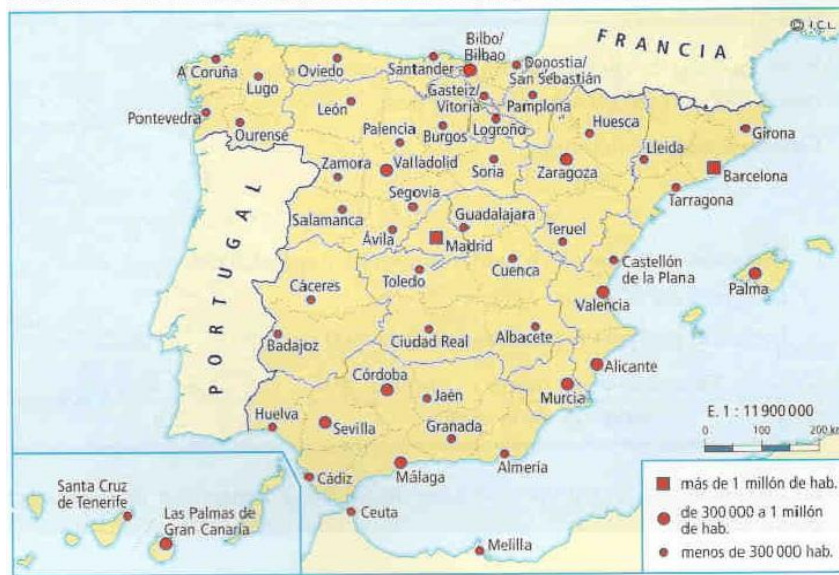 © I.C.L.
FRANCIA
Bilbo/
Bilbao
Donostia/
San Sebastián
A Coruña
Oviedo
Santander
Lugo
Gasteiz/
Vitoria
Pamplona
León
Pontevedra
Ourense
Palencia
Burgos
Logroño
Huesca
Girona
Lleida
Zamora
Valladolid
Soria
Zaragoza
Barcelona
Tarragona
Segovia
Salamanca
Guadalajara
Ávila
Madrid
Teruel
PORTUGAL
Castellón
de la Plana
Toledo
Cuenca
Cáceres
Valencia
Palma
Badajoz
Ciudad Real
Albacete
Alicante
Córdoba
Jaén
Murcia
Huelva
Sevilla
Granada
Cádiz
Málaga
Almería
Ceuta
Melilla
Santa Cruz
de Tenerife
Las Palmas de
Gran Canaria
E. 1 : 11 900 000
0 100 200 km
más de 1 millón de hab.
de 300 000 a 1 millón
de hab.
menos de 300 000 hab.